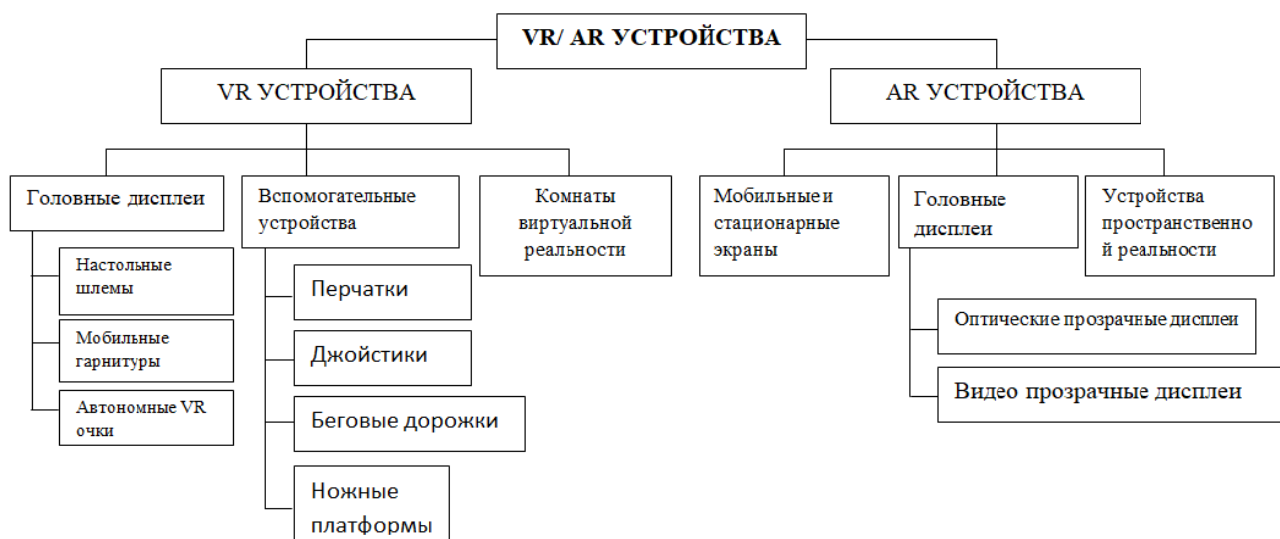 VR/ AR УСТРОЙСТВА
VR УСТРОЙСТВА
AR УСТРОЙСТВА
Головные дисплеи
Вспомогательные
устройства
Комнаты
виртуальной
реальности
Мобильные и
стационарные
экраны
Головные
дисплеи
Устройства
пространственно
й реальности
Настольные
шлемы
Мобильные
гарнитуры
Автономные VR
очки
Перчатки
Джойстики
Беговые дорожки
Ножные
платформы
Оптические прозрачные дисплеи
Видео прозрачные дисплеи